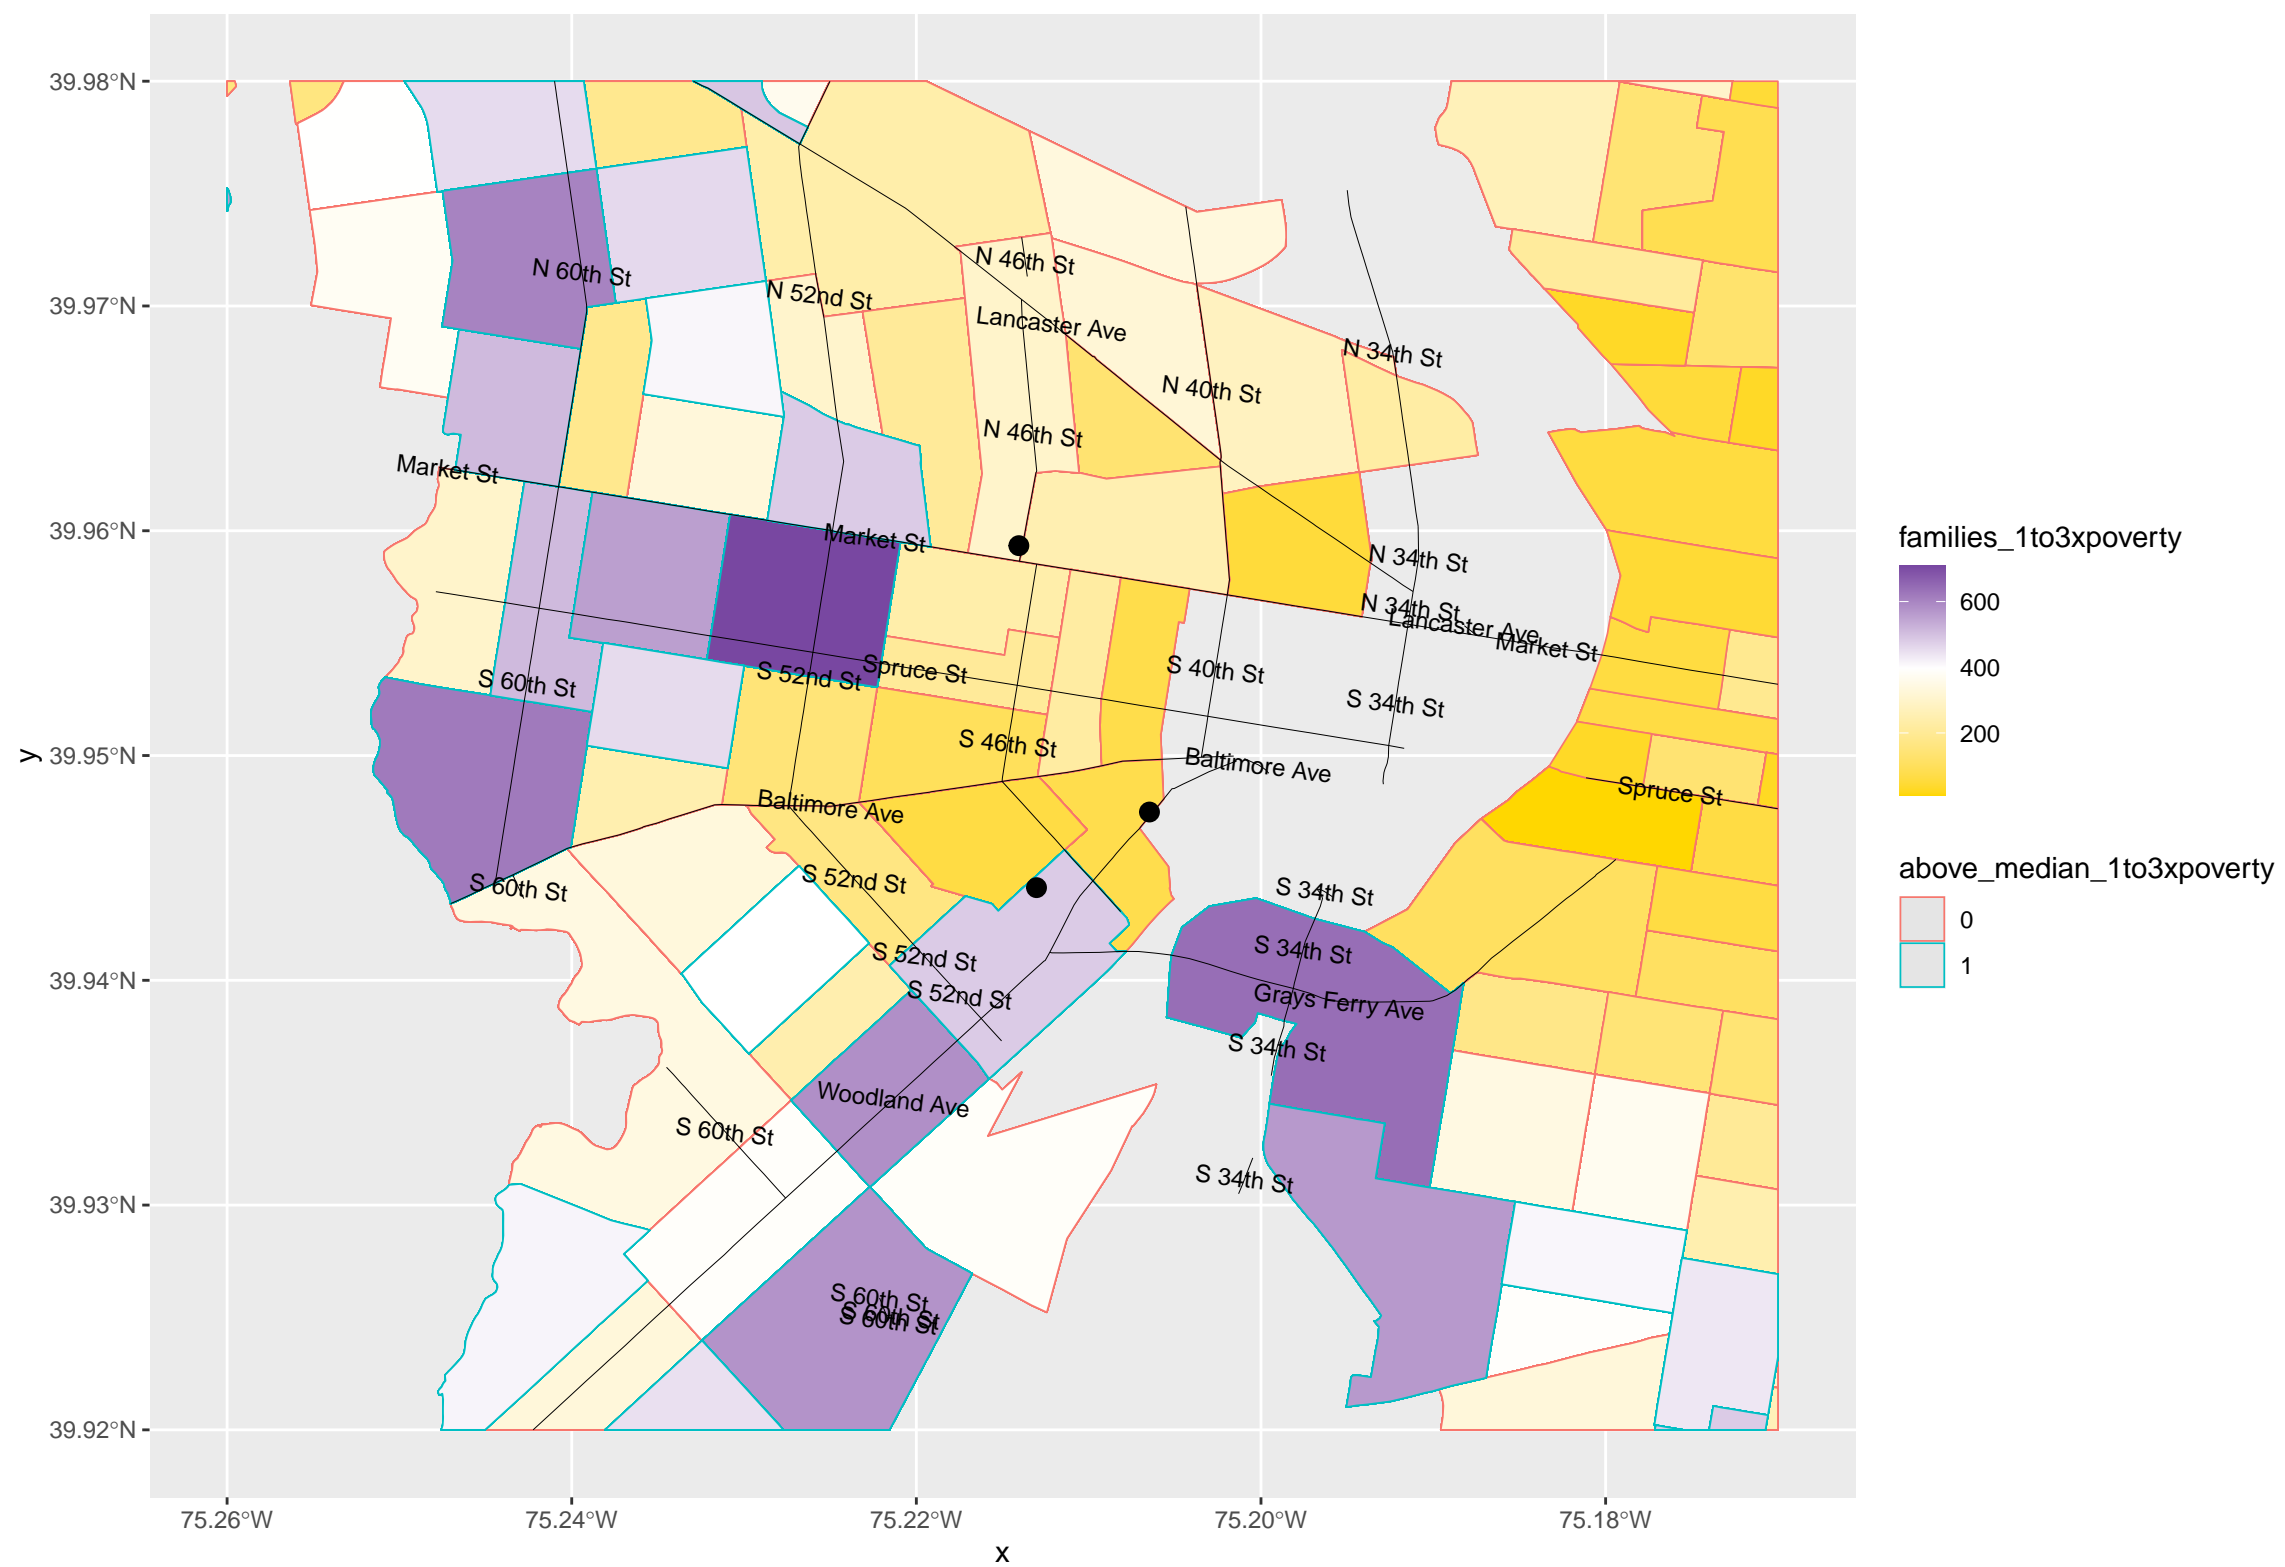 39.98°N
39.97°N
39.96°N
39.95°N
39.94°N
39.93°N
39.92°N
y
N 60th St
N 46th St
N 52nd St
Lancaster Ave
N 34th St
N 40th St
N 46th St
Market St
Market St
N 34th St
N 34th St
Lancaster Ave
Market St
Spruce St
S 40th St
S 52nd St
S 60th St
S 34th St
S 46th St
Baltimore Ave
Spruce St
Baltimore Ave
S 52nd St
S 60th St
S 34th St
S 34th St
S 52nd St
S 52nd St
Grays Ferry Ave
S 34th St
Woodland Ave
S 60th St
S 34th St
S 60th St
S 60th St
S 60th St
75.26°W
75.24°W
75.22°W
75.20°W
75.18°W
x
families_1to3xpoverty
600
400
200
above_median_1to3xpoverty
0
1